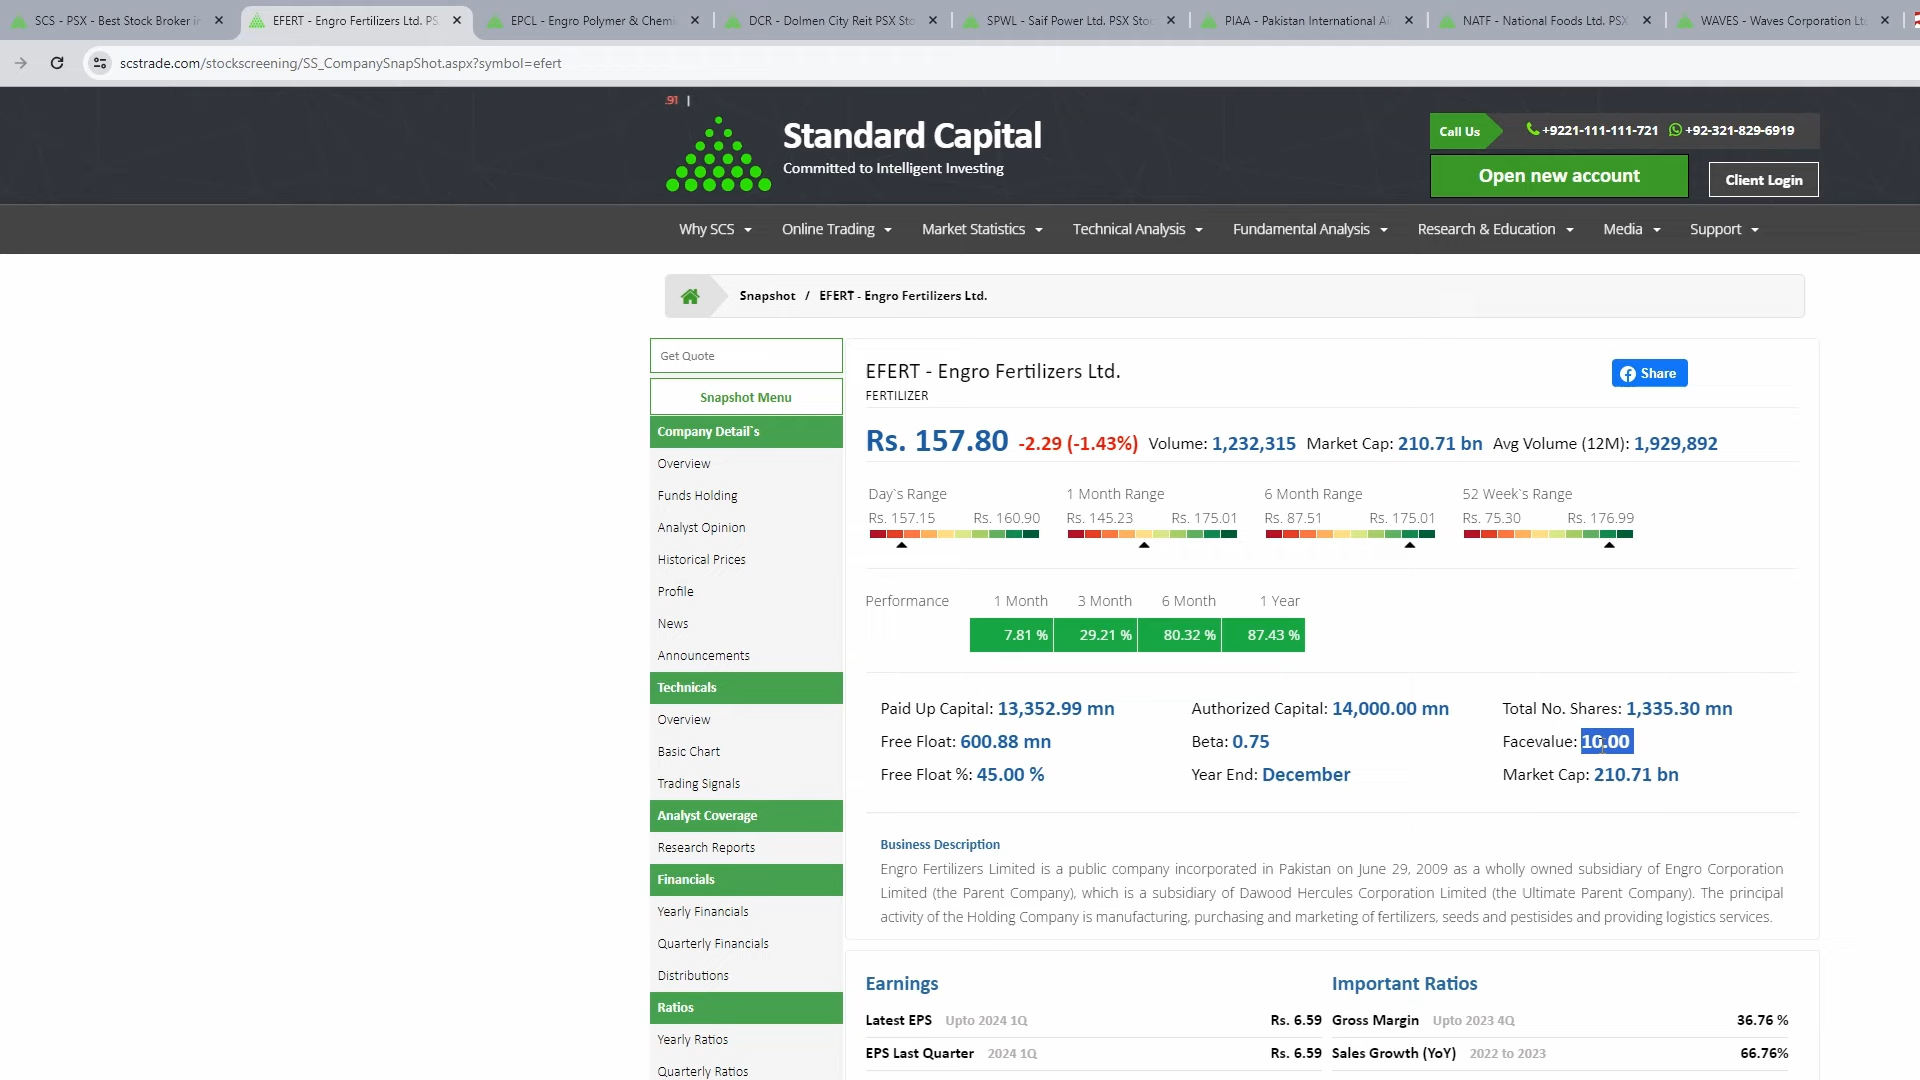 SCS - PSX - Best Stock Broker in
EFERT - Engro Fertilizers Ltd. PS
EPCL - Engro Polymer & Chemi
DCR - Dolmen City Reit PSX Sto
SPWL - Saif Power Ltd. PSX Stoc
PIAA - Pakistan International Ai
NATF - National Foods Ltd. PSX
WAVES - Waves Corporation Lt
scstrade.com/stockscreening/SS_CompanySnapShot.aspx?symbol=efert
.91 |
Standard Capital
Committed to Intelligent Investing
Call Us
+9221-111-111-721
+92-321-829-6919
Open new account
Client Login
Why SCS
Online Trading
Market Statistics
Technical Analysis
Fundamental Analysis
Research & Education
Media
Support
Snapshot / EFERT - Engro Fertilizers Ltd.
Get Quote
Snapshot Menu
Company Detail`s
Overview
Funds Holding
Analyst Opinion
Historical Prices
Profile
News
Announcements
Technicals
Overview
Basic Chart
Trading Signals
Analyst Coverage
Research Reports
Financials
Yearly Financials
Quarterly Financials
Distributions
Ratios
Yearly Ratios
Quarterly Ratios
EFERT - Engro Fertilizers Ltd.
FERTILIZER
Share
Rs. 157.80 -2.29 (-1.43%) Volume: 1,232,315 Market Cap: 210.71 bn Avg Volume (12M): 1,929,892
Day`s Range
Rs. 157.15 Rs. 160.90
1 Month Range
Rs. 145.23 Rs. 175.01
6 Month Range
Rs. 87.51 Rs. 175.01
52 Week`s Range
Rs. 75.30 Rs. 176.99
Performance 1 Month 3 Month 6 Month 1 Year
7.81 % 29.21 % 80.32 % 87.43 %
Paid Up Capital: 13,352.99 mn Authorized Capital: 14,000.00 mn Total No. Shares: 1,335.30 mn
Free Float: 600.88 mn Beta: 0.75 Facevalue: 10.00
Free Float %: 45.00 % Year End: December Market Cap: 210.71 bn
Business Description
Engro Fertilizers Limited is a public company incorporated in Pakistan on June 29, 2009 as a wholly owned subsidiary of Engro Corporation
Limited (the Parent Company), which is a subsidiary of Dawood Hercules Corporation Limited (the Ultimate Parent Company). The principal
activity of the Holding Company is manufacturing, purchasing and marketing of fertilizers, seeds and pestisides and providing logistics services.
Earnings
Latest EPS Upto 2024 1Q Rs. 6.59
EPS Last Quarter 2024 1Q Rs. 6.59
Important Ratios
Gross Margin Upto 2023 4Q 36.76 %
Sales Growth (YoY) 2022 to 2023 66.76%